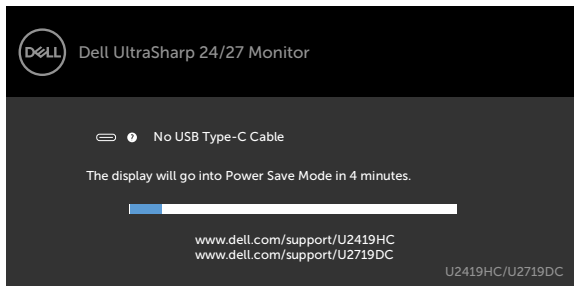 DELL
Dell UltraSharp 24/27 Monitor
? No USB Type-C Cable
The display will go into Power Save Mode in 4 minutes.
www.dell.com/support/U2419HC
www.dell.com/support/U2719DC
U2419HC/U2719DC